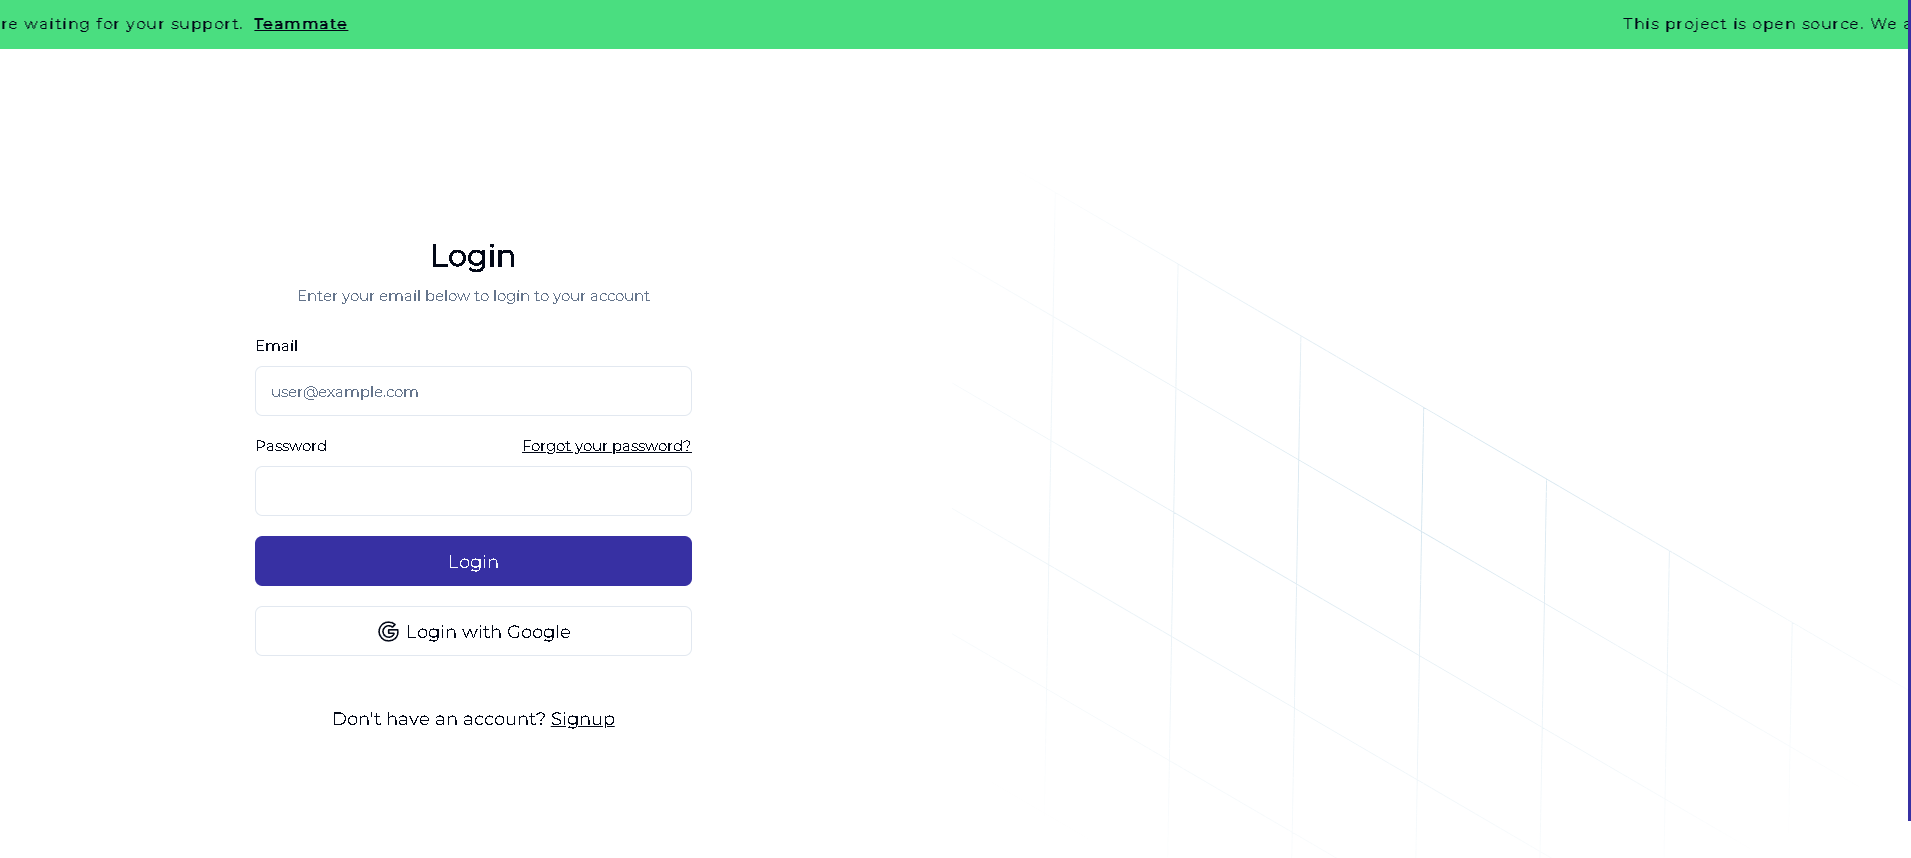 re waiting for your support. Teammate
This project is open source. We a
Login
Enter your email below to login to your account
Email
user@example.com
Password
Forgot your password?
Login
Login with Google
Don't have an account? Signup